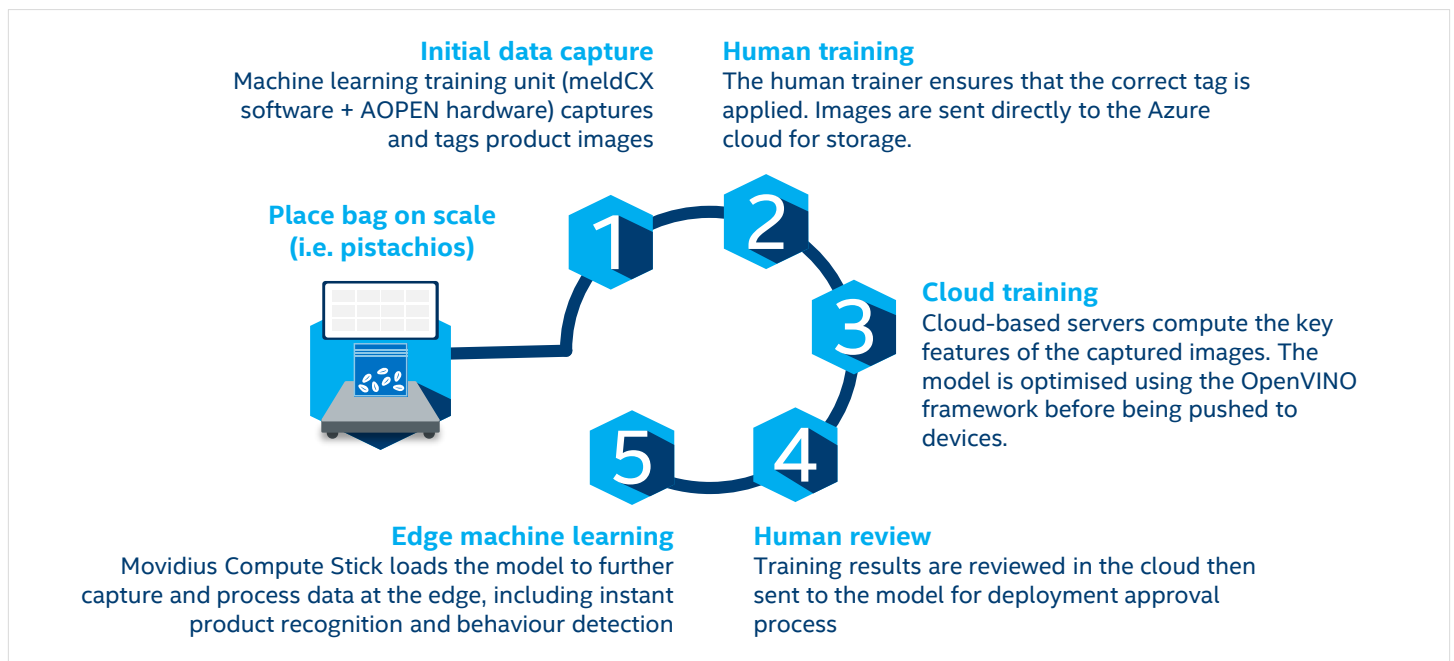 Initial data capture
Machine learning training unit (meldCX
software + AOPEN hardware) captures
and tags product images
Human training
The human trainer ensures that the correct tag is
applied. Images are sent directly to the Azure
cloud for storage.
Place bag on scale
(i.e. pistachios)
1
2
3
Cloud training
Cloud-based servers compute the key
features of the captured images. The
model is optimised using the OpenVINO
framework before being pushed to
devices.
4
5
Human review
Training results are reviewed in the cloud then
sent to the model for deployment approval
process
Edge machine learning
Movidius Compute Stick loads the model to further
capture and process data at the edge, including instant
product recognition and behaviour detection